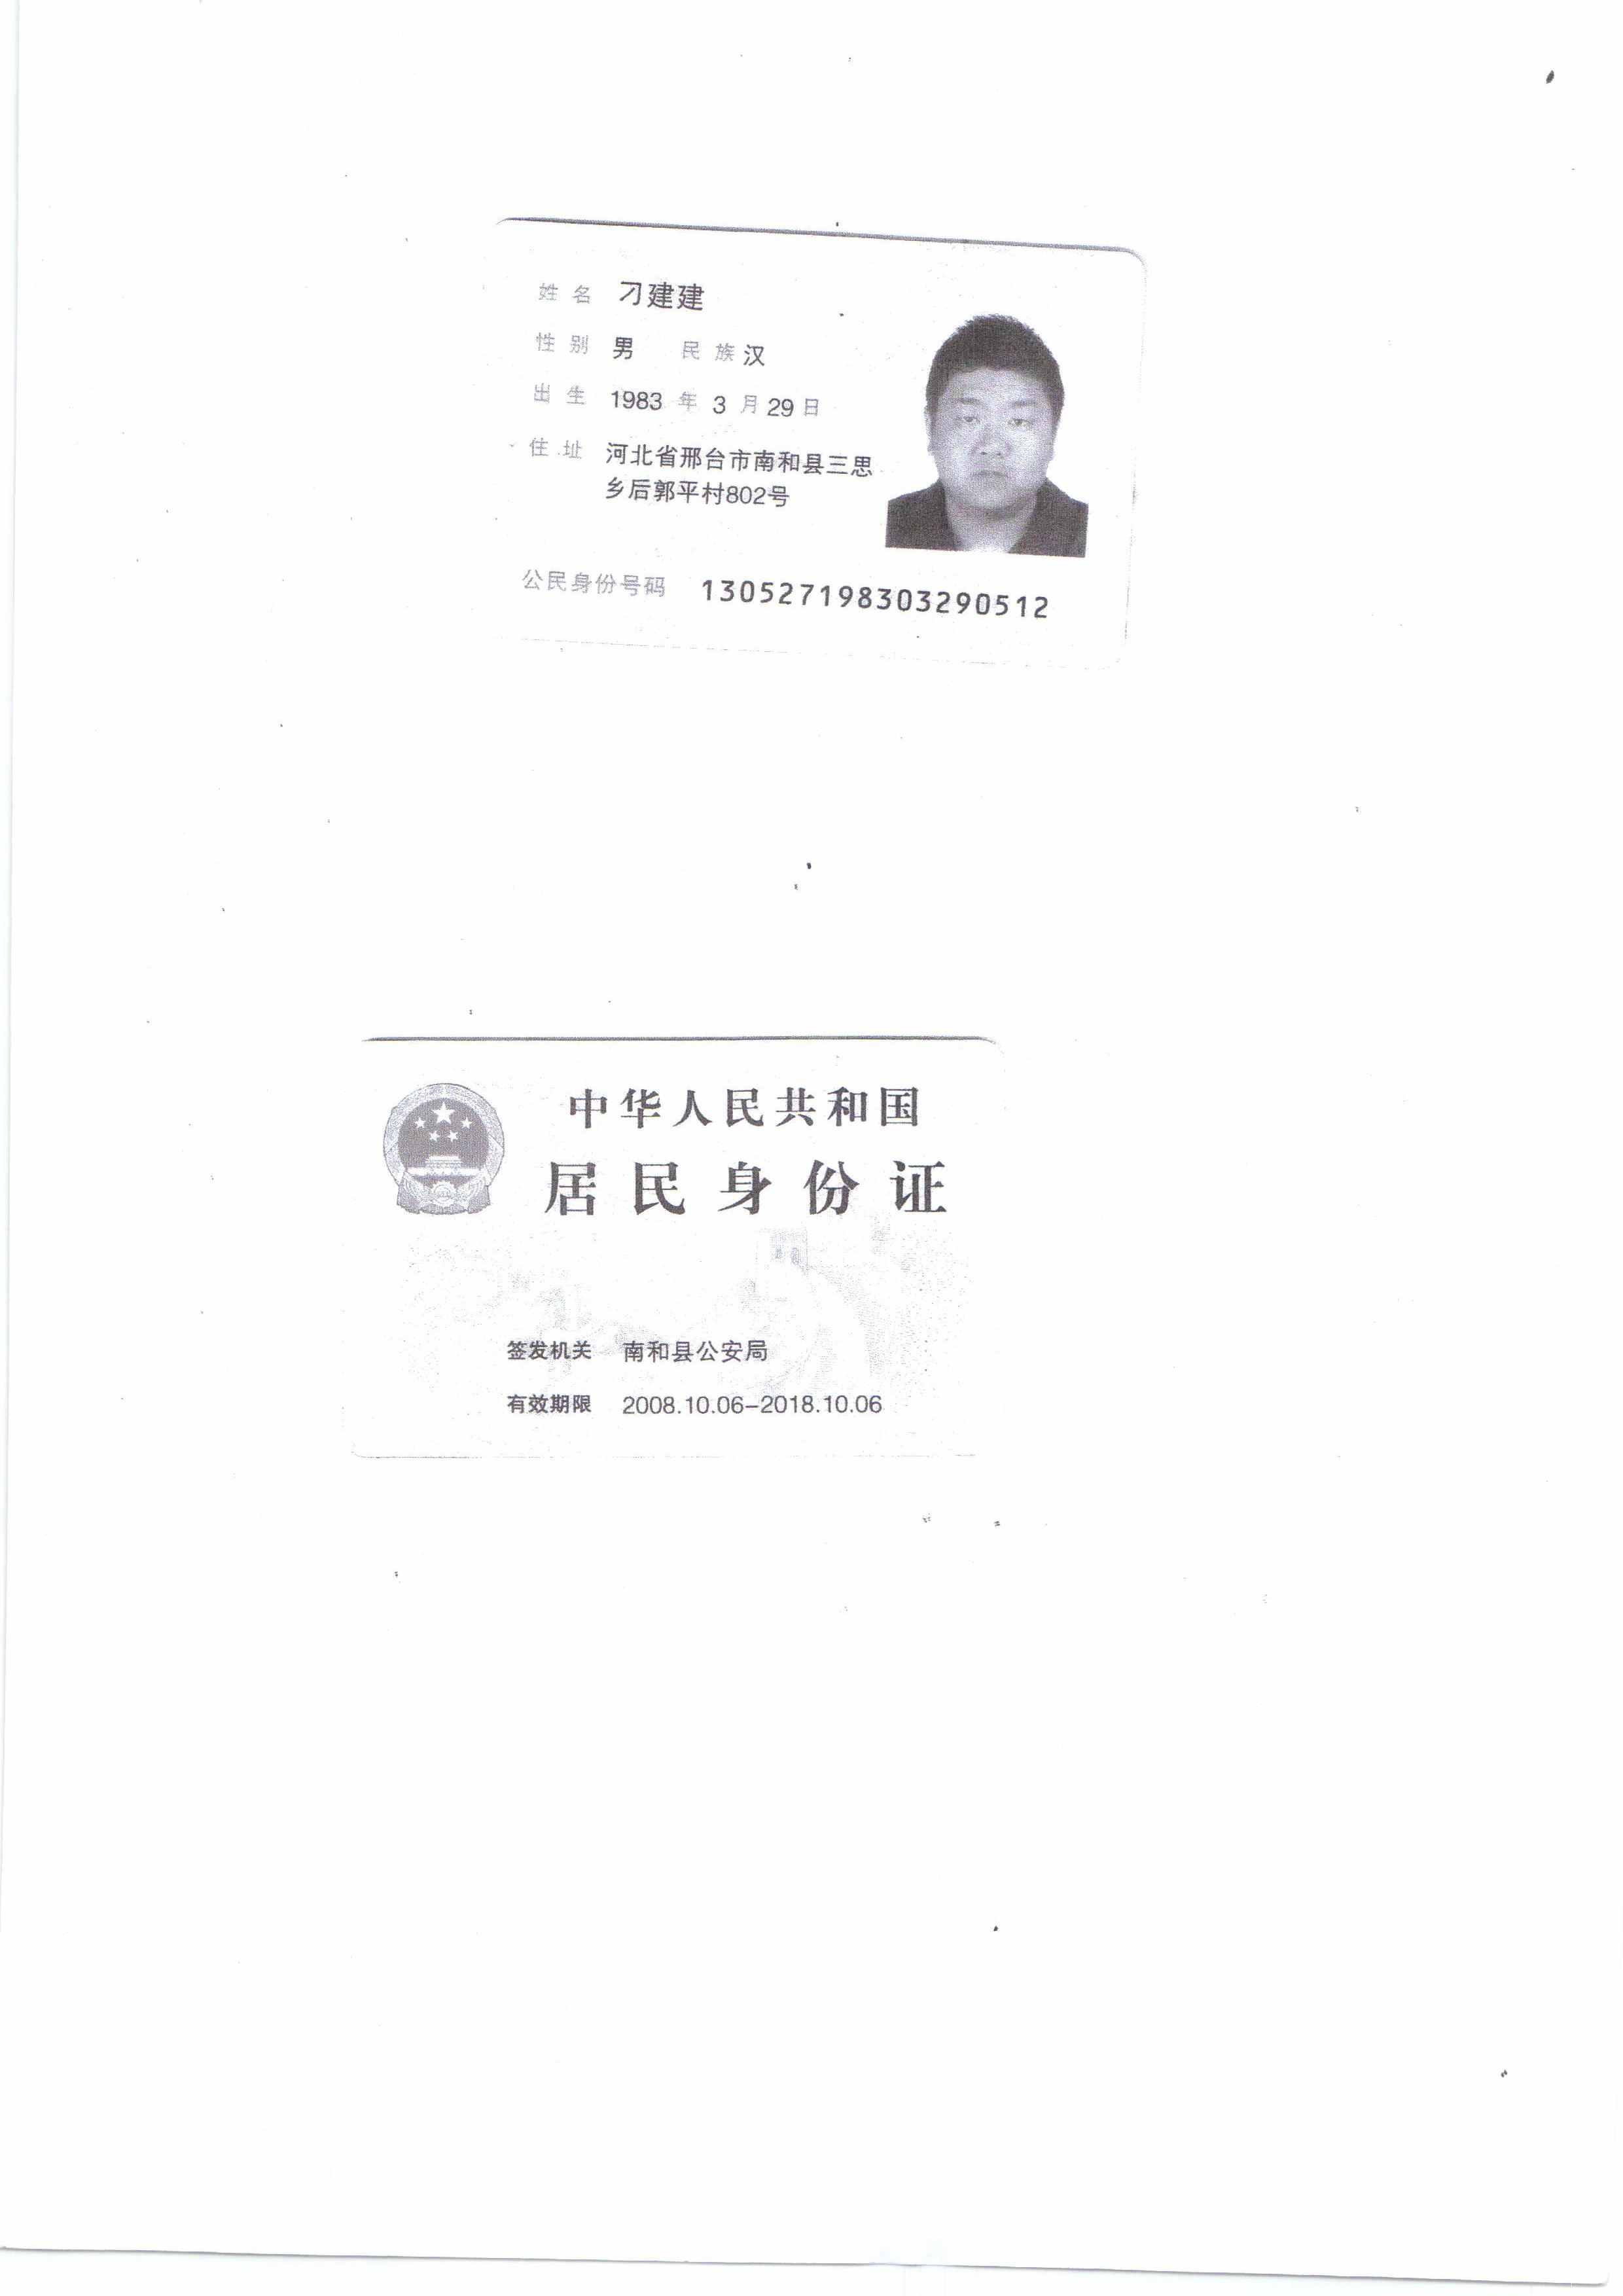 姓名 刁建建
性别 男 民族 汉
出生 1983 年 3 月 29 日
住址 河北省邢台市南和县三思
乡后郭平村802号
公民身份号码 130527198303290512
中华人民共和国
居民身份证
签发机关 南和县公安局
有效期限 2008.10.06-2018.10.06